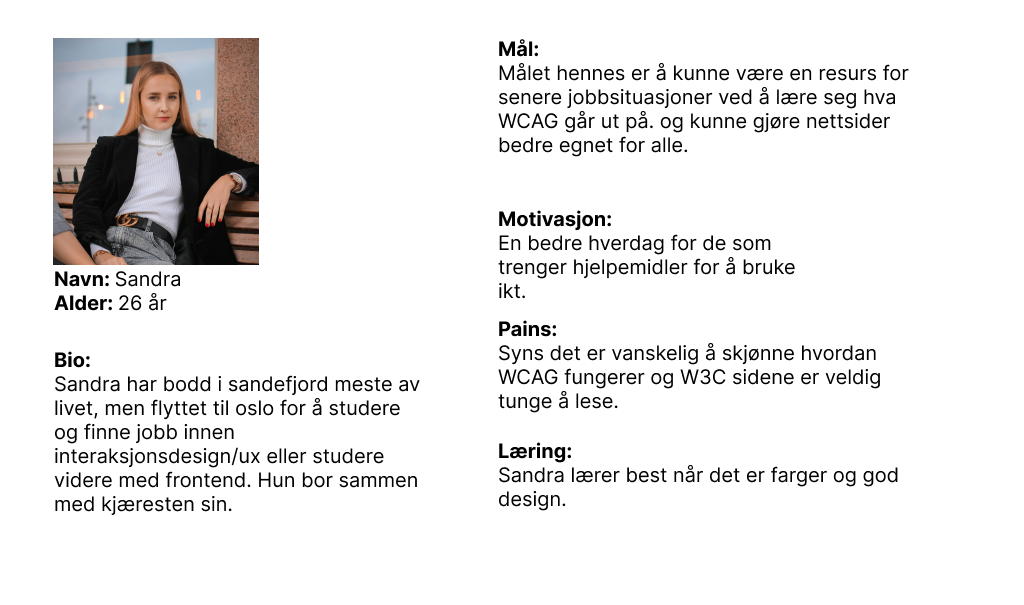 Navn: Sandra
Alder: 26 år
Bio:
Sandra har bodd i sandefjord meste av
livet, men flyttet til oslo for å studere
og finne jobb innen
interaksjonsdesign/ux eller studere
videre med frontend. Hun bor sammen
med kjæresten sin.
Mål:
Målet hennes er å kunne være en resurs for
senere jobbsituasjoner ved å lære seg hva
WCAG går ut på. og kunne gjøre nettsider
bedre egnet for alle.
Motivasjon:
En bedre hverdag for de som
trenger hjelpemidler for å bruke
ikt.
Pains:
Syns det er vanskelig å skjønne hvordan
WCAG fungerer og W3C sidene er veldig
tunge å lese.
Læring:
Sandra lærer best når det er farger og god
design.